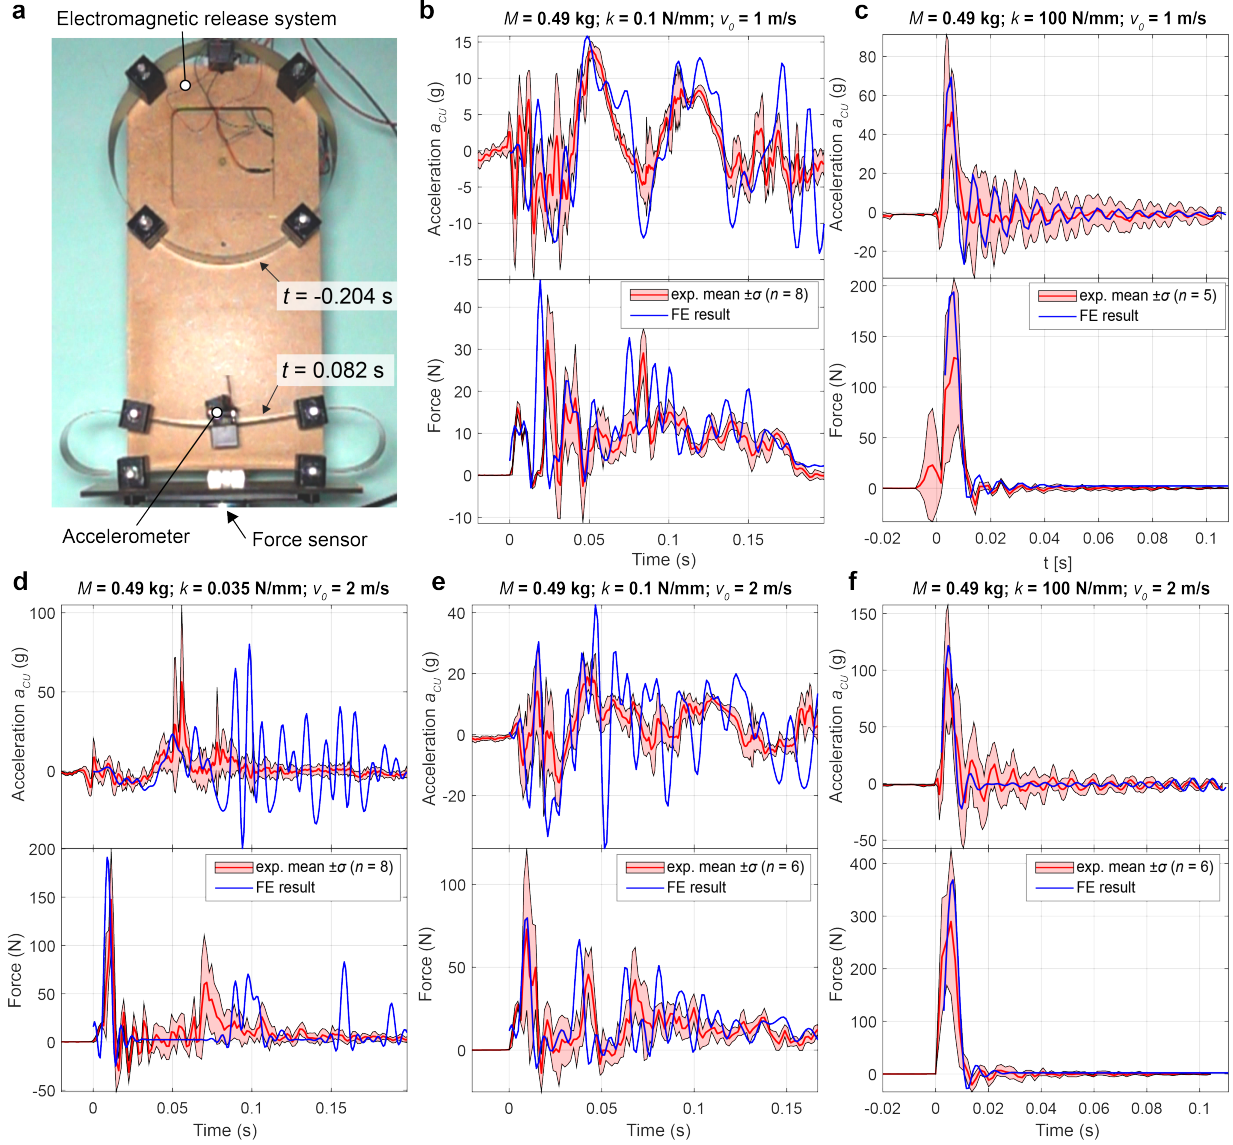 a
Electromagnetic release system
t = -0.204 s
t = 0.082 s
Accelerometer
Force sensor
b
M = 0.49 kg; k = 0.1 N/mm; v0 = 1 m/s
Acceleration aCU (g)
15
10
5
0
-5
-10
-15
Force (N)
40
30
20
10
0
-10
exp. mean ±σ (n = 8)
FE result
0
0.05
0.1
0.15
Time (s)
c
M = 0.49 kg; k = 100 N/mm; v0 = 1 m/s
Acceleration aCU (g)
80
60
40
20
0
-20
Force (N)
200
150
100
50
0
exp. mean ±σ (n = 5)
FE result
-0.02
0
0.02
0.04
0.06
0.08
0.1
t [s]
d
M = 0.49 kg; k = 0.035 N/mm; v0 = 2 m/s
Acceleration aCU (g)
100
50
0
Force (N)
200
150
100
50
0
-50
exp. mean ±σ (n = 8)
FE result
0
0.05
0.1
0.15
Time (s)
e
M = 0.49 kg; k = 0.1 N/mm; v0 = 2 m/s
Acceleration aCU (g)
40
20
0
-20
Force (N)
100
50
0
exp. mean ±σ (n = 6)
FE result
0
0.05
0.1
0.15
Time (s)
f
M = 0.49 kg; k = 100 N/mm; v0 = 2 m/s
Acceleration aCU (g)
150
100
50
0
-50
Force (N)
400
300
200
100
0
exp. mean ±σ (n = 6)
FE result
-0.02
0
0.02
0.04
0.06
0.08
0.1
Time (s)